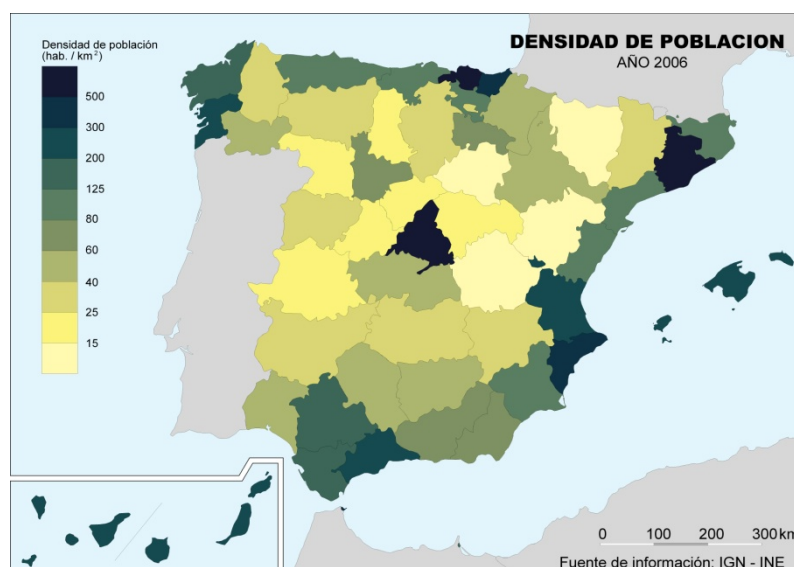 DENSIDAD DE POBLACION
AÑO 2006
Densidad de población
(hab. / km²)
500
300
200
125
80
60
40
25
15
0 100 200 300 km
Fuente de información: IGN - INE